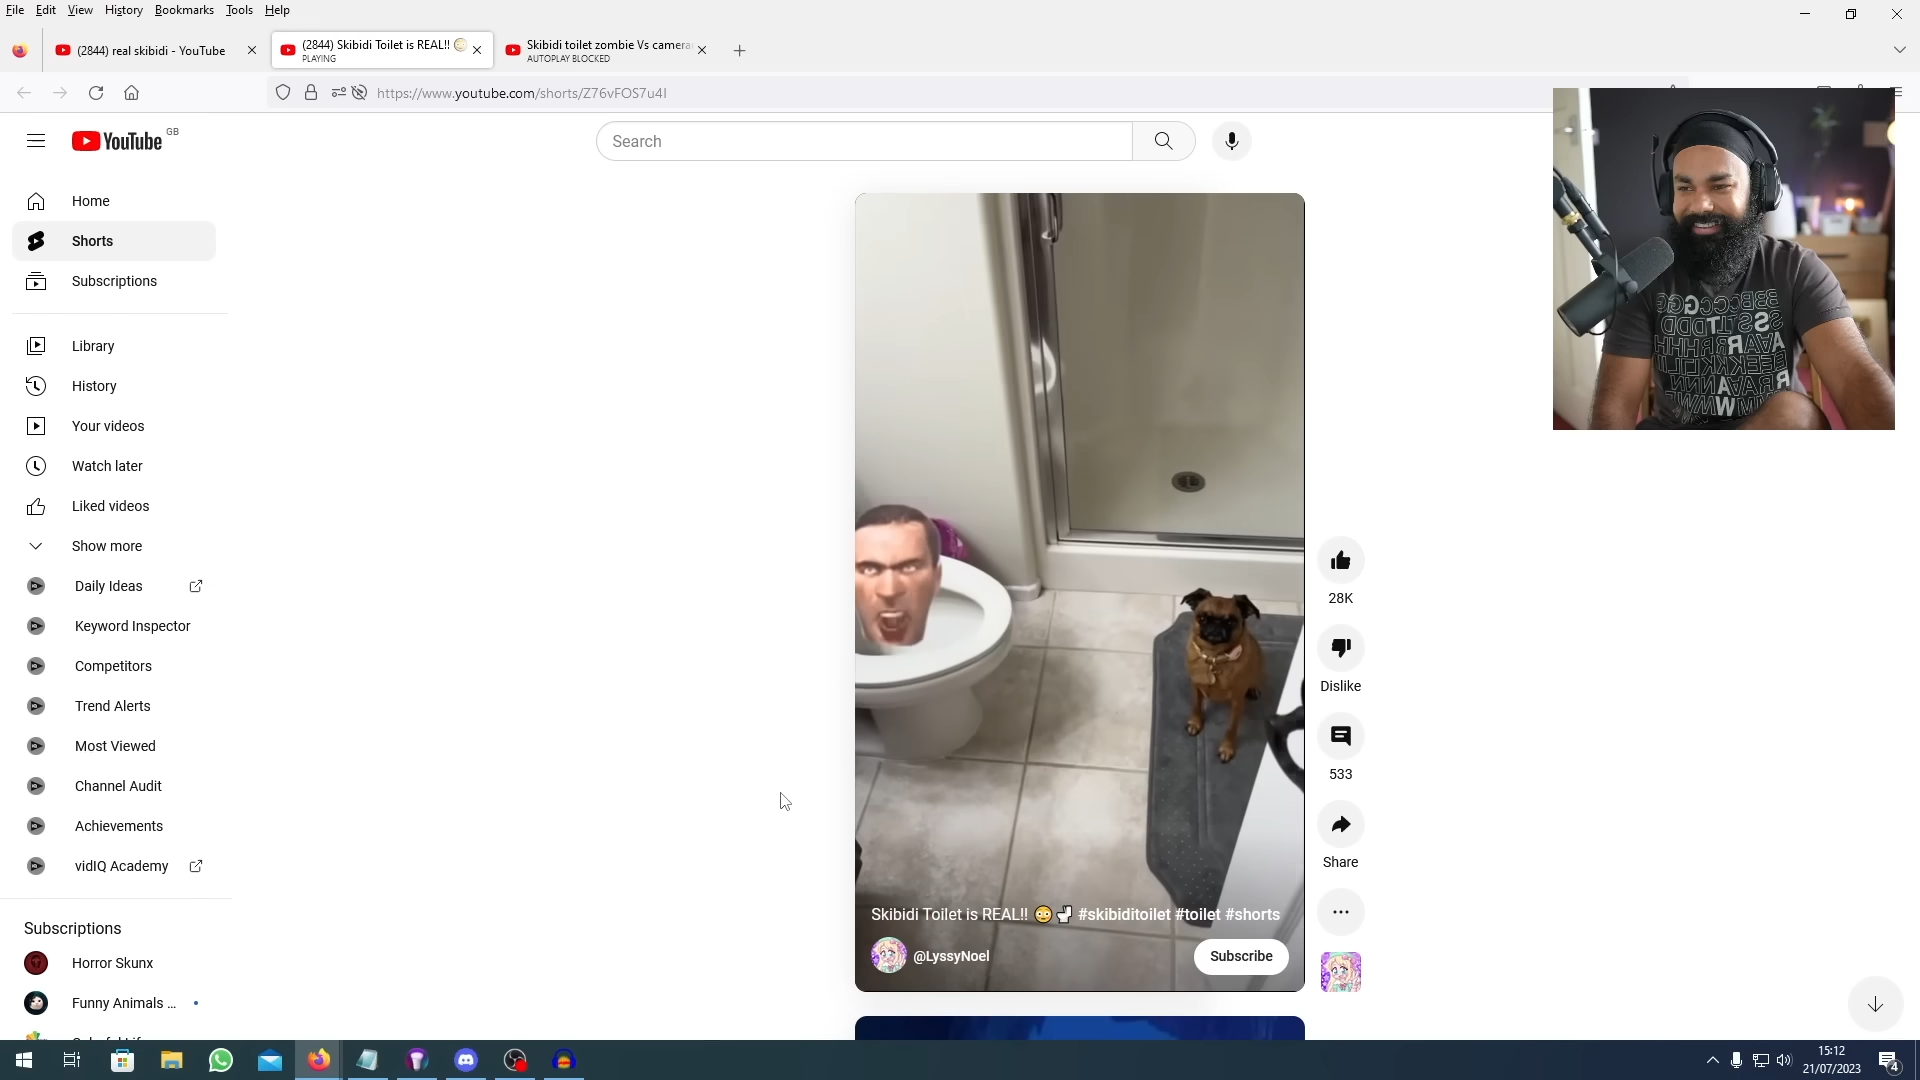 File Edit View History Bookmarks Tools Help
(2844) real skibidi - YouTube
(2844) Skibidi Toilet is REAL!!
PLAYING
Skibidi toilet zombie Vs camera
AUTOPLAY BLOCKED
https://www.youtube.com/shorts/Z76vFOS7u4I
YouTube GB
Search
Home
Shorts
Subscriptions
Library
History
Your videos
Watch later
Liked videos
Show more
Daily Ideas
Keyword Inspector
Competitors
Trend Alerts
Most Viewed
Channel Audit
Achievements
vidIQ Academy
Subscriptions
Horror Skunx
Funny Animals ...
28K
Dislike
533
Share
Skibidi Toilet is REAL!! 😳🚽 #skibiditoilet #toilet #shorts
@LyssyNoel
Subscribe
15:12
21/07/2023
4